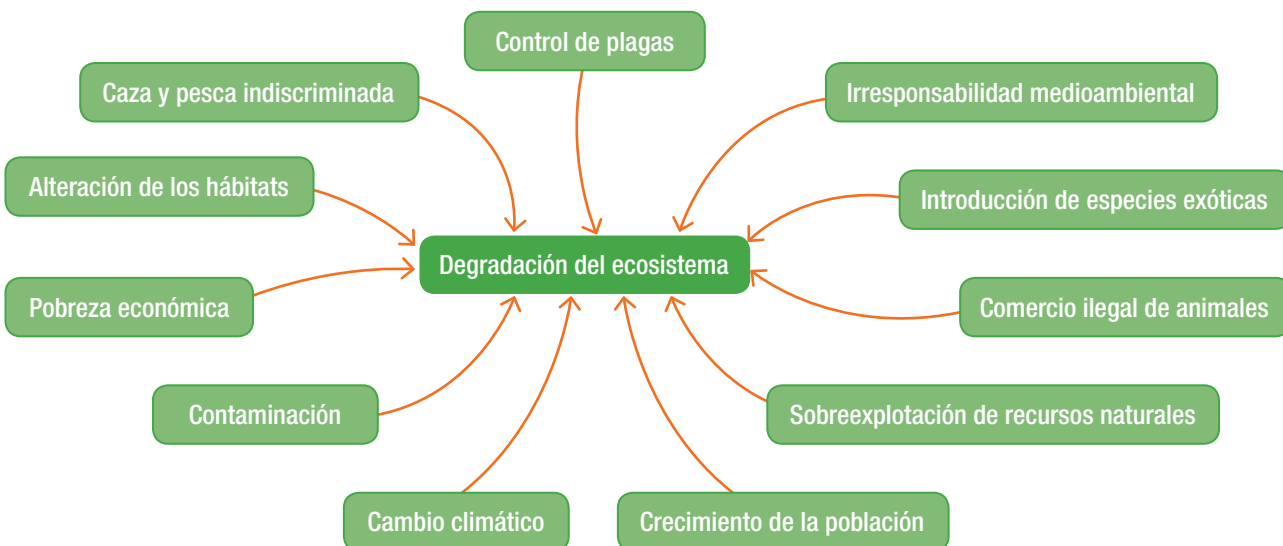 Control de plagas
Caza y pesca indiscriminada
Irresponsabilidad medioambiental
Alteración de los hábitats
Introducción de especies exóticas
Degradación del ecosistema
Pobreza económica
Comercio ilegal de animales
Contaminación
Sobreexplotación de recursos naturales
Cambio climático
Crecimiento de la población